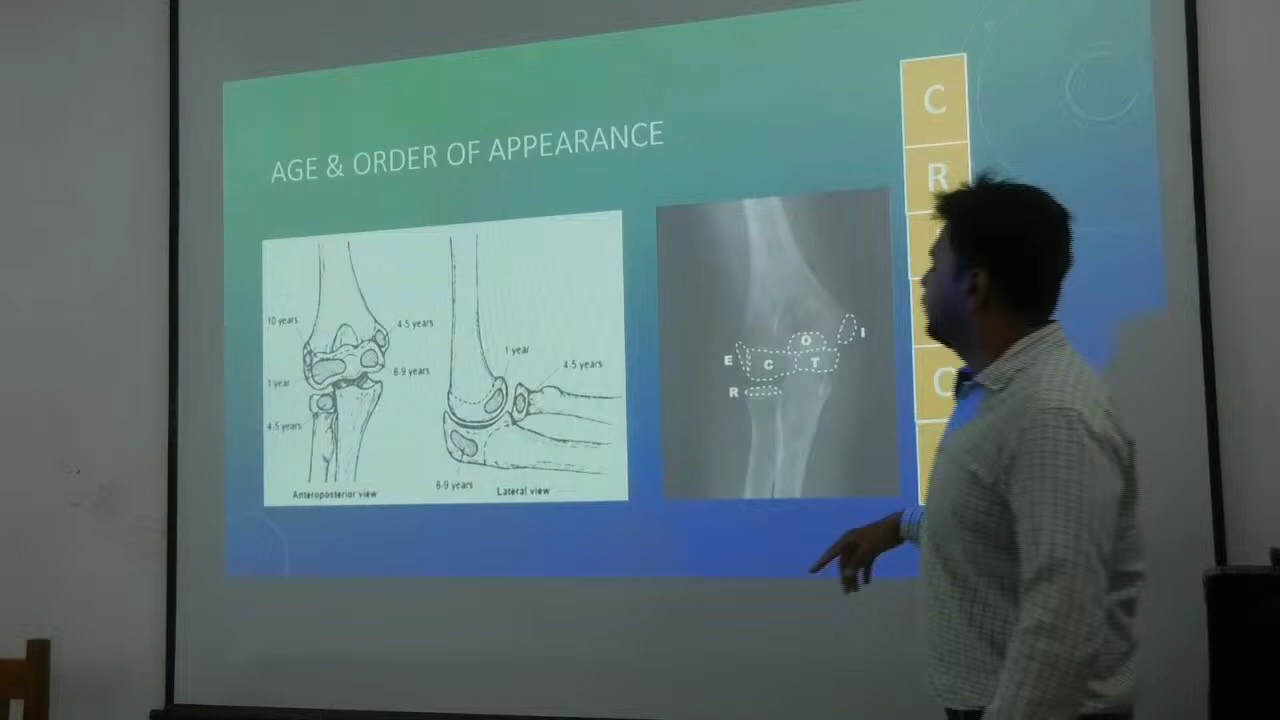 AGE & ORDER OF APPEARANCE
10 years
4-5 years
1 year
8-9 years
4-5 years
Anteroposterior view
1 year
4-5 years
8-9 years
Lateral view
E
C
O
T
I
R
C
R